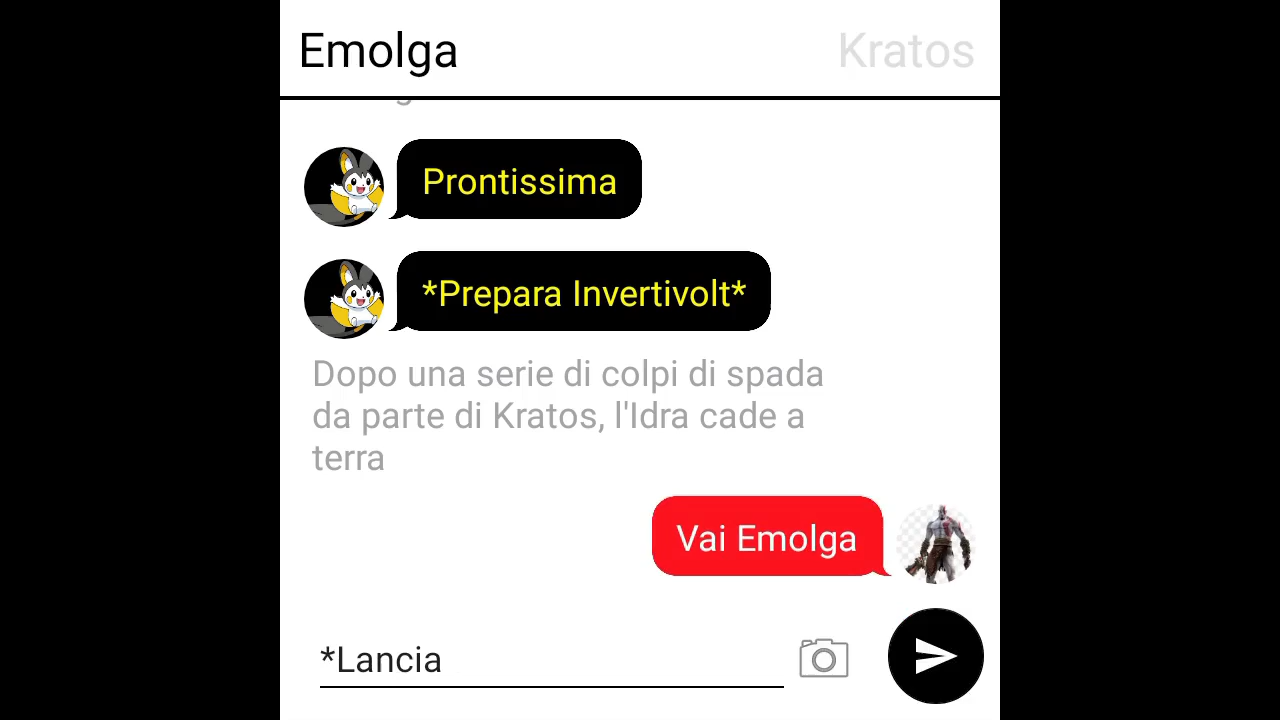 Emolga
Kratos
Prontissima
*Prepara Invertivolt*
Dopo una serie di colpi di spada
da parte di Kratos, l'Idra cade a
terra
Vai Emolga
*Lancia